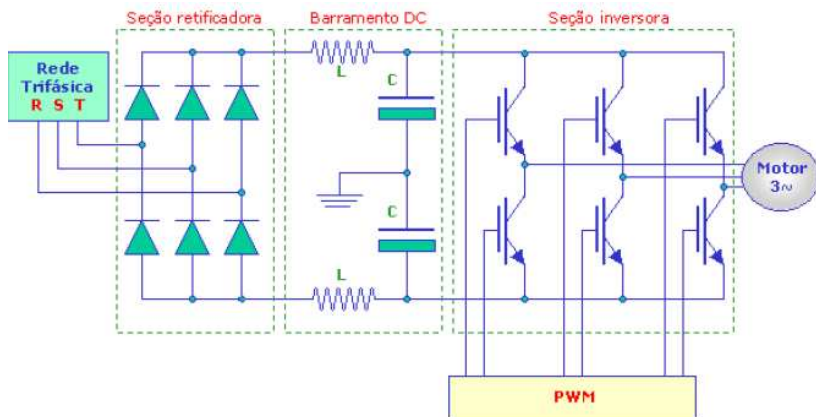 Seção retificadora
Barramento DC
Seção inversora
Rede
Trifásica
R S T
L
C
C
L
Motor
3~
PWM